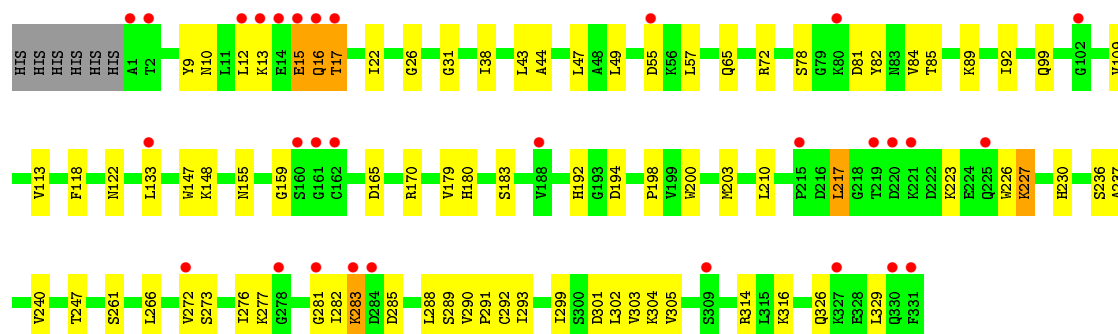 HIS HIS HIS HIS HIS HIS A1 T2 Y9 N10 L11 L12 K13 E14 E15 Q16 T17 I22 G26 G31 I38 L43 A44 L47 A48 L49 D55 K56 L57 Q65 R72 S78 G79 K80 D81 Y82 N83 V84 T85 K89 I92 Q99 G102
V113 F118 N122 L133 W147 K148 N155 G159 S160 G161 C162 D165 R170 V179 H180 S183 V188 H192 G193 D194 P198 V199 W200 M203 L210 P215 D216 L217 G218 T219 D220 K221 D222 K223 E224 Q225 W226 K227 H230 S236 A237
V240 T247 S261 L266 V272 S273 I276 K277 G278 G281 I282 K283 D284 D285 L288 S289 V290 P291 C292 I293 I299 S300 D301 L302 V303 K304 V305 S309 R314 L315 K316 Q326 K327 E328 L329 Q330 F331